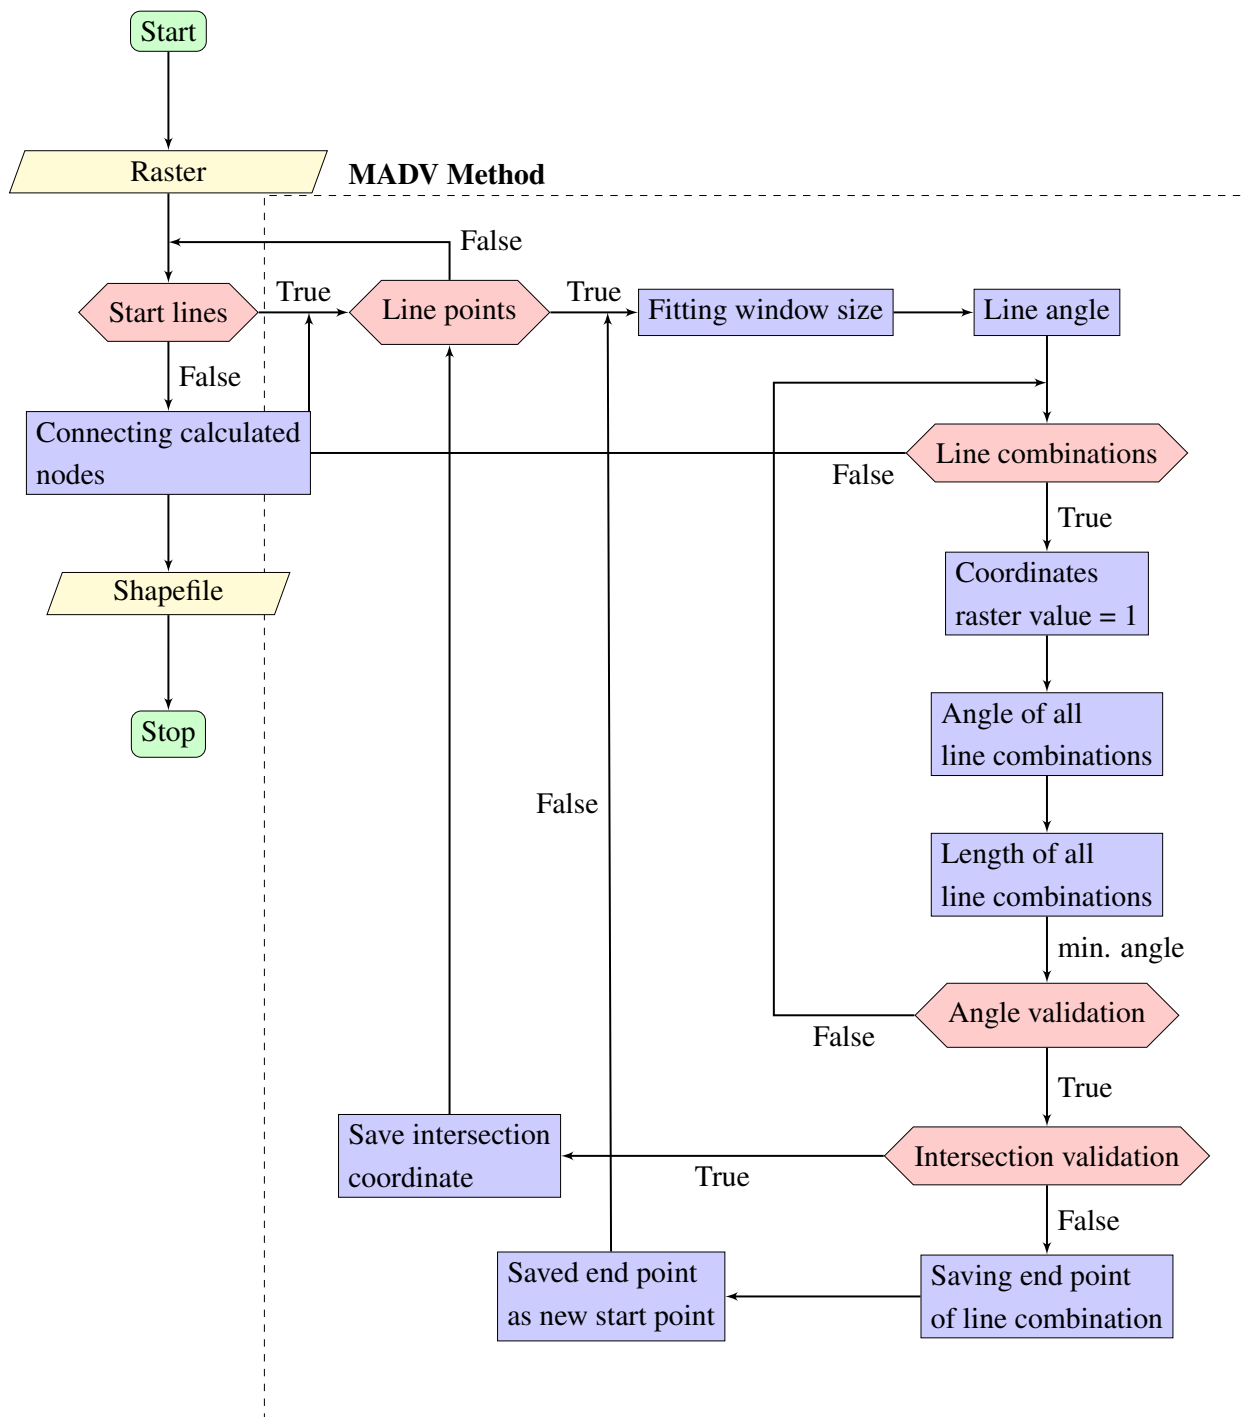 Start
Raster
MADV Method
False
Start lines
True
Line points
True
Fitting window size
Line angle
False
Connecting calculated
nodes
Line combinations
False
True
Shapefile
Coordinates
raster value = 1
Stop
Angle of all
line combinations
False
Length of all
line combinations
min. angle
Angle validation
False
True
Save intersection
coordinate
Intersection validation
True
False
Saved end point
as new start point
Saving end point
of line combination